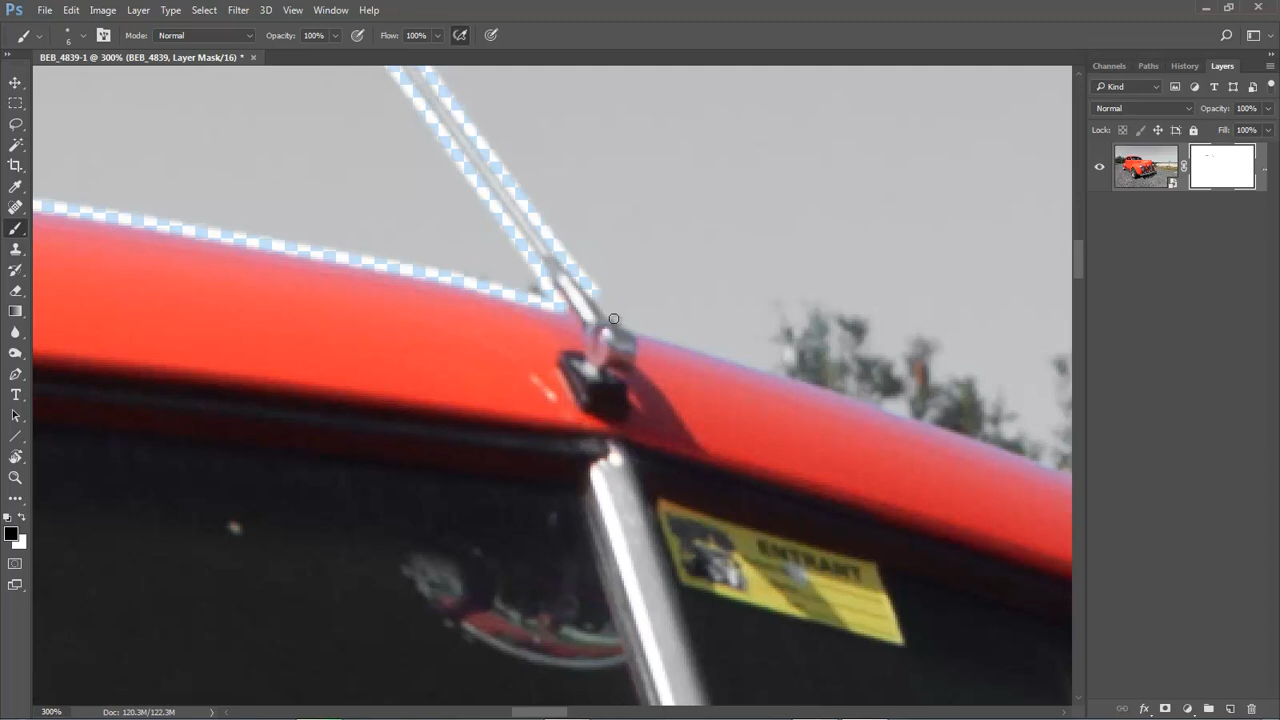 Ps File Edit Image Layer Type Select Filter 3D View Window Help
6 Mode: Normal Opacity: 100% Flow: 100%
BEB_4839-1 @ 300% (BEB_4839, Layer Mask/16) *
Channels Paths History Layers
Kind
Normal Opacity: 100%
Lock: Fill: 100%
ENTRANT
300% Doc: 120.3M/122.3M